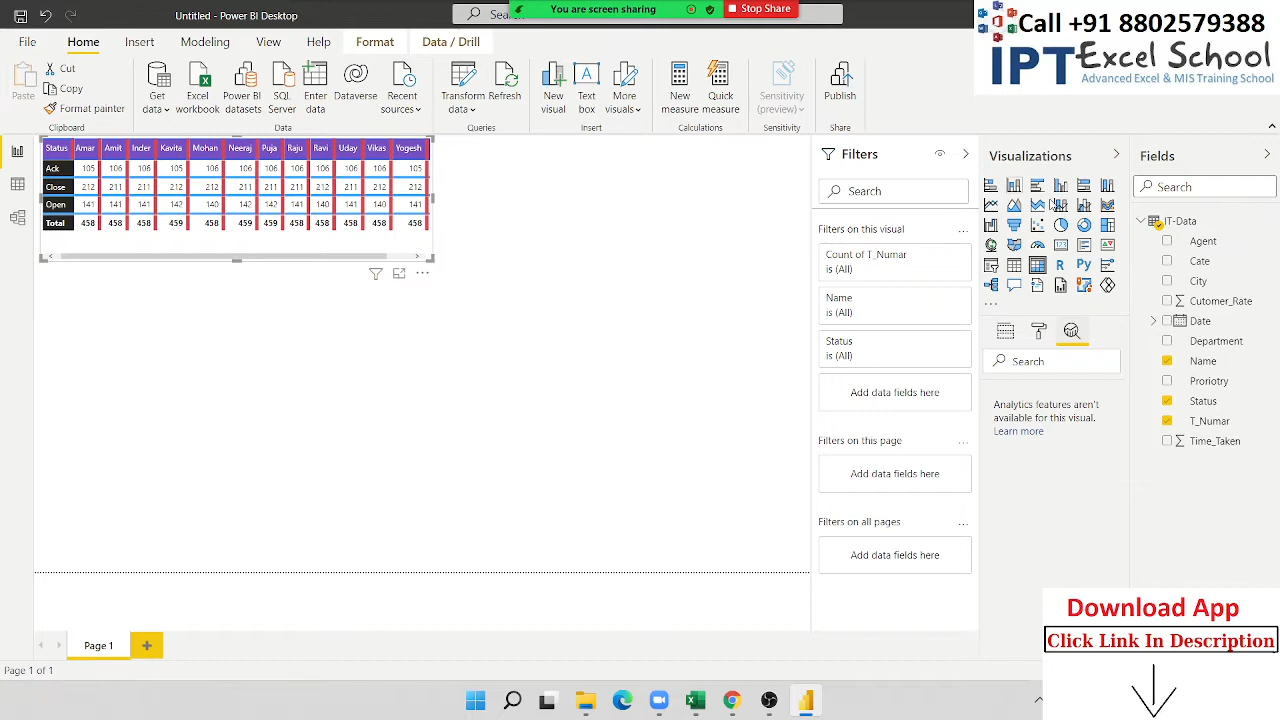 Untitled - Power BI Desktop
You are screen sharing
Stop Share
Call +91 8802579388
IPT Excel School
Advanced Excel & MIS Training School
File Home Insert Modeling View Help Format Data / Drill
Paste
Cut
Copy
Format painter
Get data
Excel workbook
Power BI datasets
SQL Server
Enter data
Dataverse
Recent sources
Transform data
Refresh
New visual
Text box
More visuals
New measure
Quick measure
Sensitivity (preview)
Publish
Clipboard Data Queries Insert Calculations Sensitivity Share
Status Amar Amit Inder Kavita Mohan Neeraj Puja Raju Ravi Uday Vikas Yogesh
Ack 105 106 106 105 106 106 106 106 106 106 106 105
Close 212 211 211 212 212 211 211 212 211 211 212 212
Open 141 141 141 142 140 142 141 140 141 141 140 141
Total 458 458 458 459 458 459 458 458 458 458 458 458
Filters
Search
Filters on this visual
Count of T_Numar
is (All)
Name
is (All)
Status
is (All)
Add data fields here
Filters on this page
Add data fields here
Filters on all pages
Add data fields here
Visualizations
R Py
Search
Analytics features aren't
available for this visual.
Learn more
Fields
Search
IT-Data
Agent
Cate
City
Cutomer_Rate
Date
Department
Name
Proriotry
Status
T_Numar
Time_Taken
Page 1
Page 1 of 1
Download App
Click Link In Description